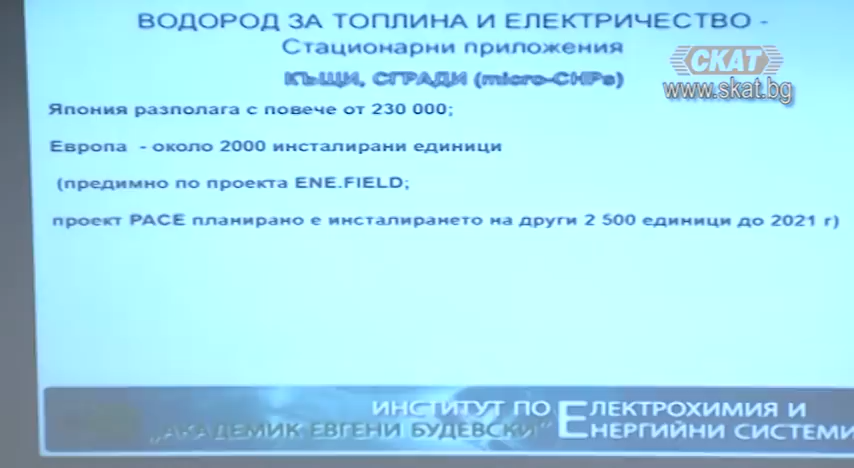 ВОДОРОД ЗА ТОПЛИНА И ЕЛЕКТРИЧЕСТВО -
Стационарни приложения
КЪЩИ, СГРАДИ (micro-CHPs)
СКАТ
www.skat.bg
Япония разполага с повече от 230 000;
Европа - около 2000 инсталирани единици
(предимно по проекта ENE.FIELD;
проект PACE планирано е инсталирането на други 2 500 единици до 2021 г)
ИНСТИТУТ ПО ЕЛЕКТРОХИМИЯ И
„АКАДЕМИК ЕВГЕНИ БУДЕВСКИ" ЕНЕРГИЙНИ СИСТЕМИ